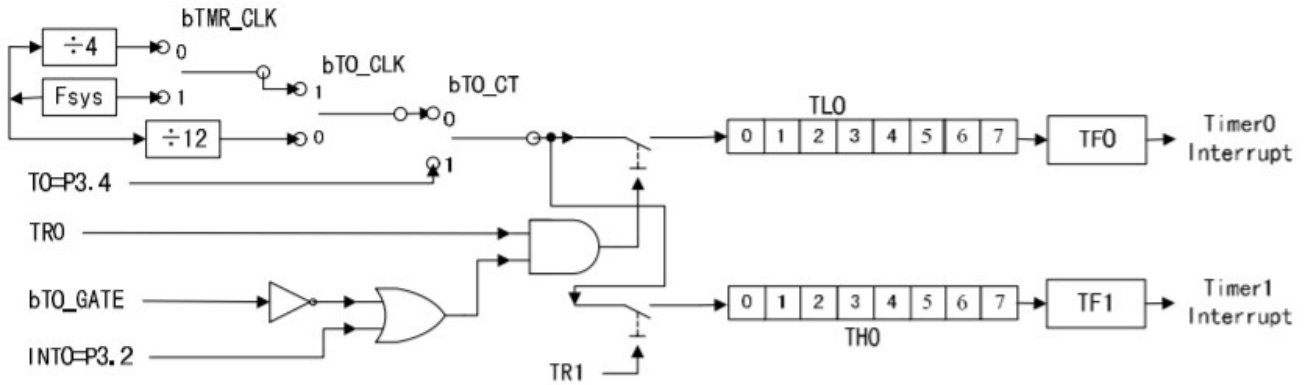 bTMR_CLK
÷4
0
bT0_CLK
bT0_CT
Fsys
1
1
0
TL0
÷12
0
0 1 2 3 4 5 6 7
TF0
Timer0
Interrupt
1
T0=P3.4
TR0
bT0_GATE
0 1 2 3 4 5 6 7
TF1
Timer1
Interrupt
TH0
INT0=P3.2
TR1